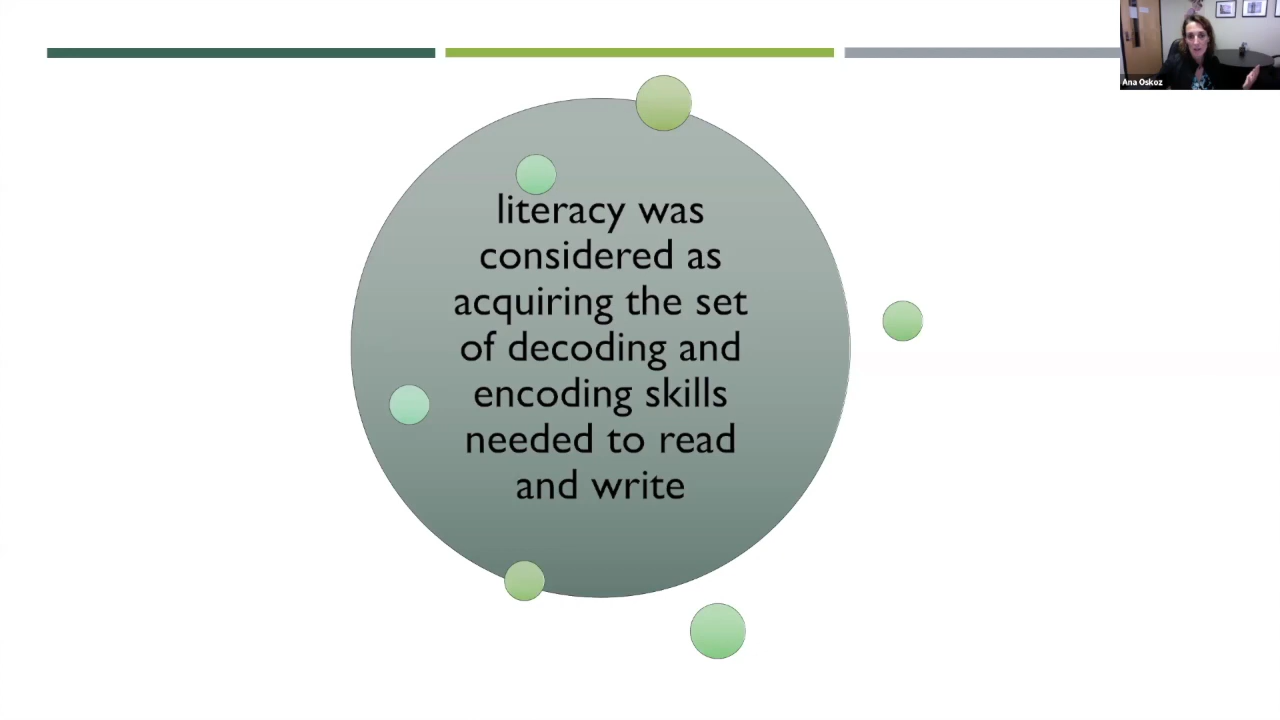 Ana Oskoz
literacy was
considered as
acquiring the set
of decoding and
encoding skills
needed to read
and write